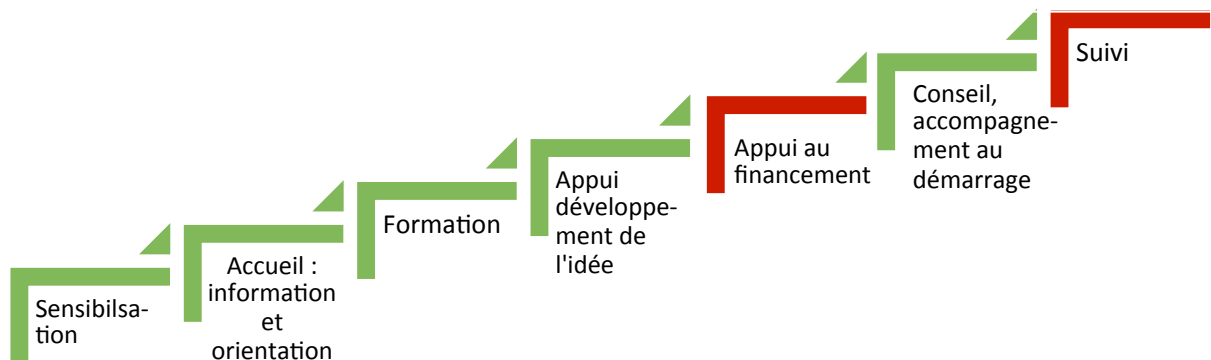 Sensibilsa-
tion
Accueil :
information
et
orientation
Formation
Appui
développe-
ment de
l'idée
Appui au
financement
Conseil,
accompagne-
ment au
démarrage
Suivi